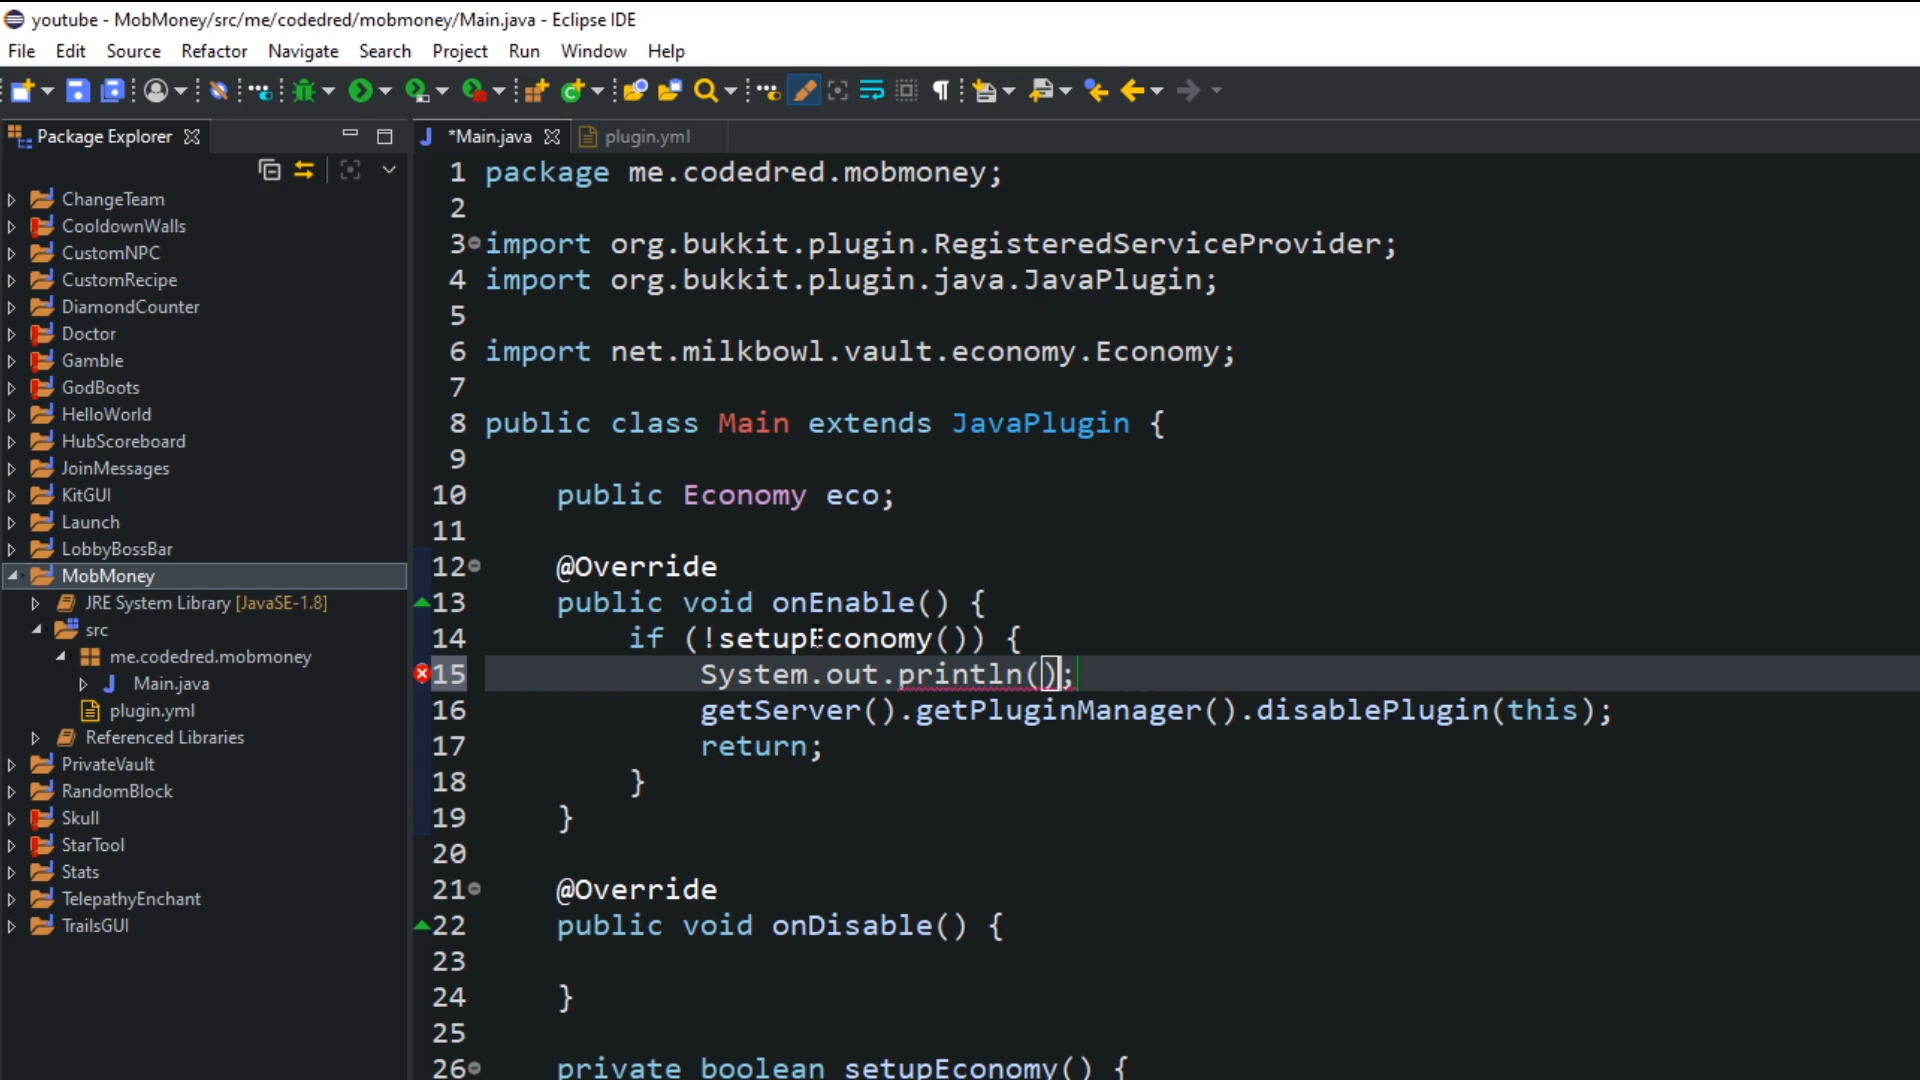 youtube - MobMoney/src/me/codedred/mobmoney/Main.java - Eclipse IDE
File Edit Source Refactor Navigate Search Project Run Window Help
Package Explorer
*Main.java
plugin.yml
ChangeTeam
CooldownWalls
CustomNPC
CustomRecipe
DiamondCounter
Doctor
Gamble
GodBoots
HelloWorld
HubScoreboard
JoinMessages
KitGUI
Launch
LobbyBossBar
MobMoney
JRE System Library [JavaSE-1.8]
src
me.codedred.mobmoney
Main.java
plugin.yml
Referenced Libraries
PrivateVault
RandomBlock
Skull
StarTool
Stats
TelepathyEnchant
TrailsGUI
1 package me.codedred.mobmoney;
2
3 import org.bukkit.plugin.RegisteredServiceProvider;
4 import org.bukkit.plugin.java.JavaPlugin;
5
6 import net.milkbowl.vault.economy.Economy;
7
8 public class Main extends JavaPlugin {
9
10 public Economy eco;
11
12 @Override
13 public void onEnable() {
14 if (!setupEconomy()) {
15 System.out.println();
16 getServer().getPluginManager().disablePlugin(this);
17 return;
18 }
19 }
20
21 @Override
22 public void onDisable() {
23
24 }
25
26 private boolean setupEconomy() {